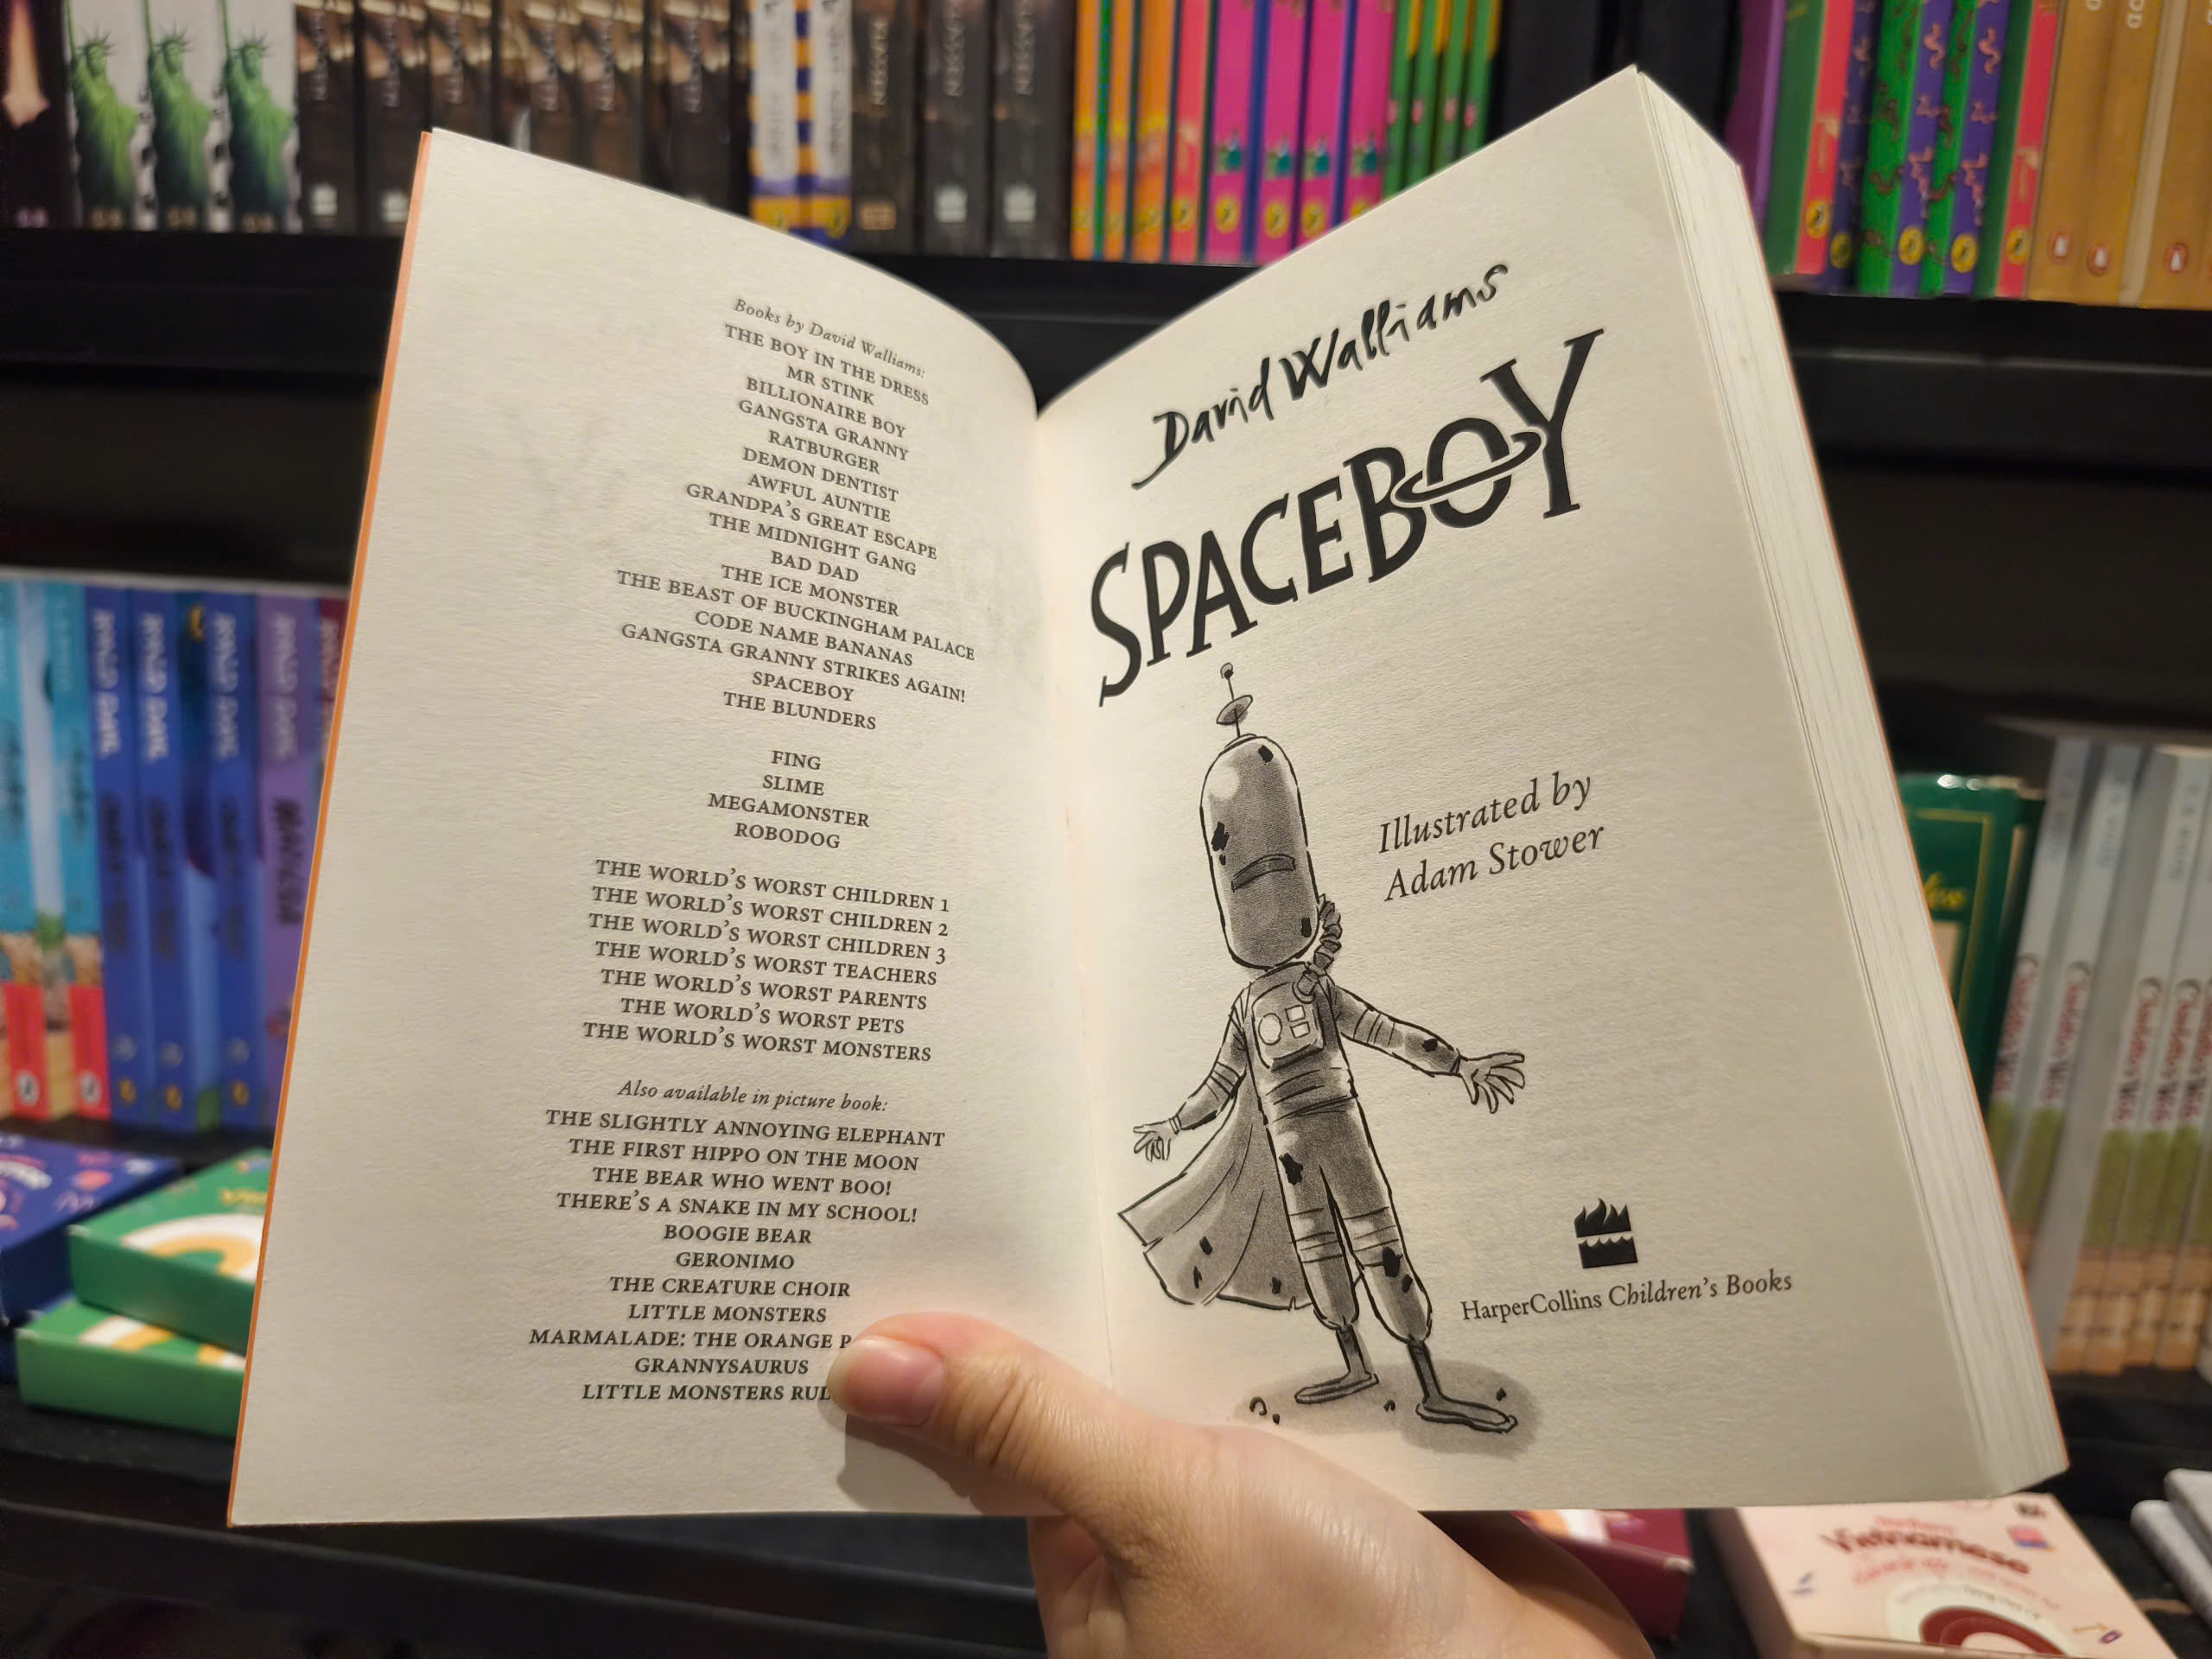 Books by David Walliams:
THE BOY IN THE DRESS
MR STINK
BILLIONAIRE BOY
GANGSTA GRANNY
RATBURGER
DEMON DENTIST
AWFUL AUNTIE
GRANDPA'S GREAT ESCAPE
THE MIDNIGHT GANG
BAD DAD
THE ICE MONSTER
THE BEAST OF BUCKINGHAM PALACE
CODE NAME BANANAS
GANGSTA GRANNY STRIKES AGAIN!
SPACEBOY
THE BLUNDERS
FING
SLIME
MEGAMONSTER
ROBODOG
THE WORLD'S WORST CHILDREN 1
THE WORLD'S WORST CHILDREN 2
THE WORLD'S WORST CHILDREN 3
THE WORLD'S WORST TEACHERS
THE WORLD'S WORST PARENTS
THE WORLD'S WORST PETS
THE WORLD'S WORST MONSTERS
Also available in picture book:
THE SLIGHTLY ANNOYING ELEPHANT
THE FIRST HIPPO ON THE MOON
THE BEAR WHO WENT BOO!
THERE'S A SNAKE IN MY SCHOOL!
BOOGIE BEAR
GERONIMO
THE CREATURE CHOIR
LITTLE MONSTERS
MARMALADE: THE ORANGE
GRANNYSAURUS
LITTLE MONSTERS
David Walliams
SPACEBOY
Illustrated by
Adam Stower
HarperCollins Children's Books
Vietnamese